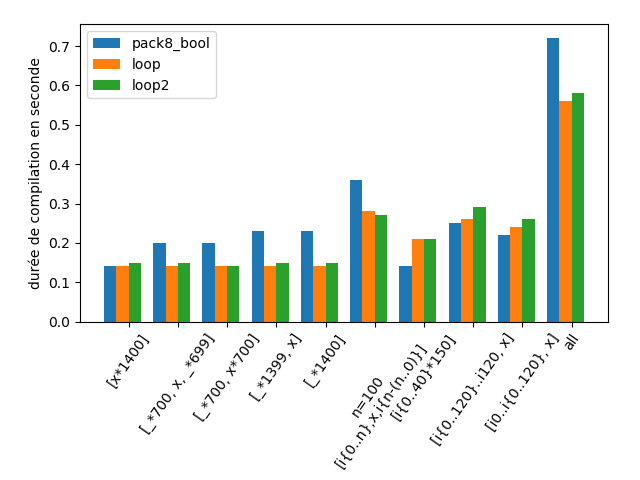 0.7
0.6
0.5
0.4
0.3
0.2
0.1
0.0
durée de compilation en seconde
pack8_bool
loop
loop2
[x*1400]
[_*700, x, _*699]
[_*700, x*700]
[_*1399, x]
[_*1400]
n=100
[i{0..n},x,i{n-(n..0)}]
[i{0..40}*150]
[i{0..120}..i120, x]
[i0..i{0..120}, x]
all